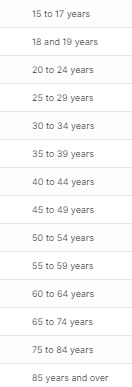 15 to 17 years
18 and 19 years
20 to 24 years
25 to 29 years
30 to 34 years
35 to 39 years
40 to 44 years
45 to 49 years
50 to 54 years
55 to 59 years
60 to 64 years
65 to 74 years
75 to 84 years
85 years and over